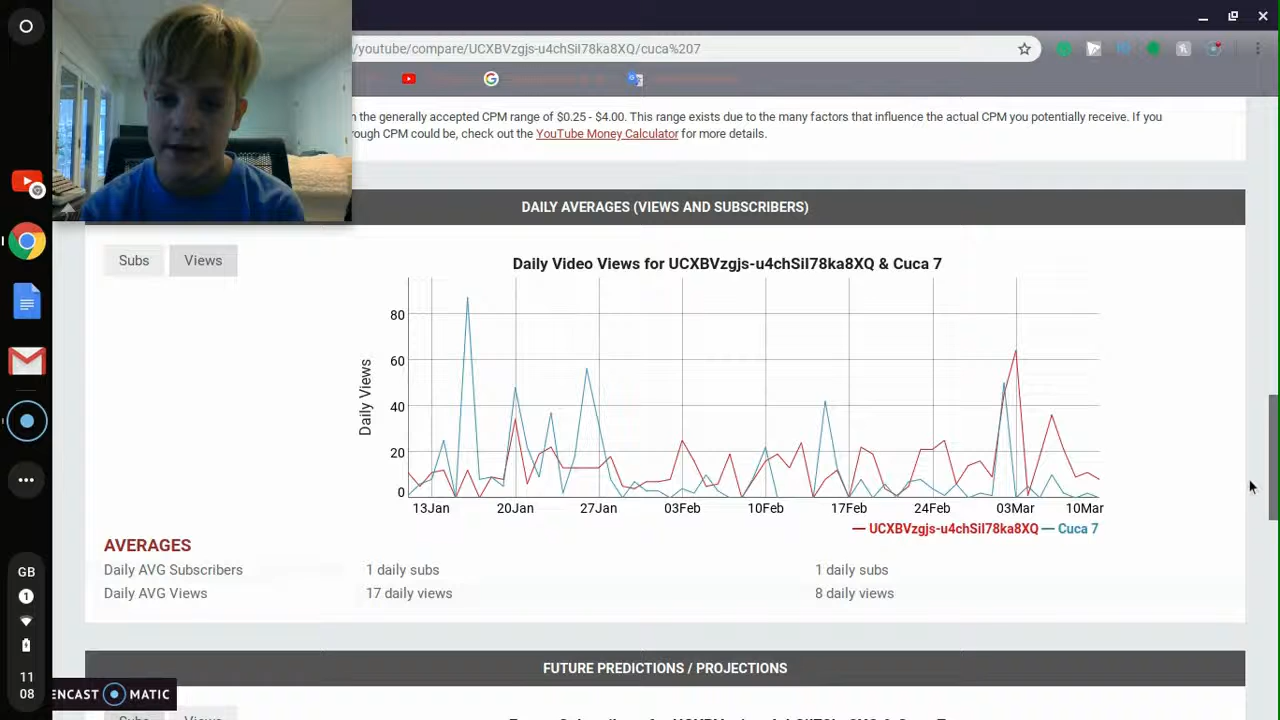 /youtube/compare/UCXBVzgjs-u4chSiI78ka8XQ/cuca%207
n the generally accepted CPM range of $0.25 - $4.00. This range exists due to the many factors that influence the actual CPM you potentially receive. If you
rough CPM could be, check out the YouTube Money Calculator for more details.
DAILY AVERAGES (VIEWS AND SUBSCRIBERS)
Subs
Views
Daily Video Views for UCXBVzgjs-u4chSiI78ka8XQ & Cuca 7
Daily Views
80
60
40
20
0
13Jan 20Jan 27Jan 03Feb 10Feb 17Feb 24Feb 03Mar 10Mar
UCXBVzgjs-u4chSiI78ka8XQ Cuca 7
AVERAGES
Daily AVG Subscribers 1 daily subs 1 daily subs
Daily AVG Views 17 daily views 8 daily views
FUTURE PREDICTIONS / PROJECTIONS
GB
1
11
08
ENCAST MATIC